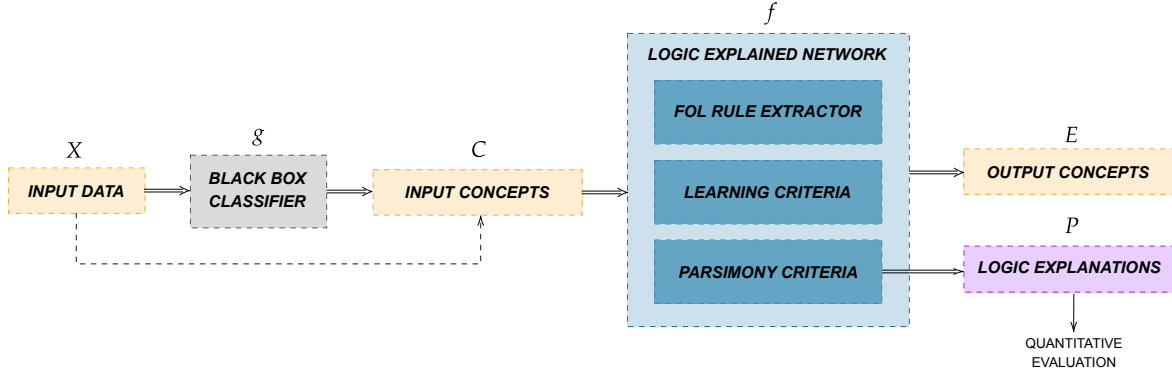 X
INPUT DATA
g
BLACK BOX
CLASSIFIER
C
INPUT CONCEPTS
f
LOGIC EXPLAINED NETWORK
FOL RULE EXTRACTOR
LEARNING CRITERIA
PARSIMONY CRITERIA
E
OUTPUT CONCEPTS
P
LOGIC EXPLANATIONS
QUANTITATIVE
EVALUATION